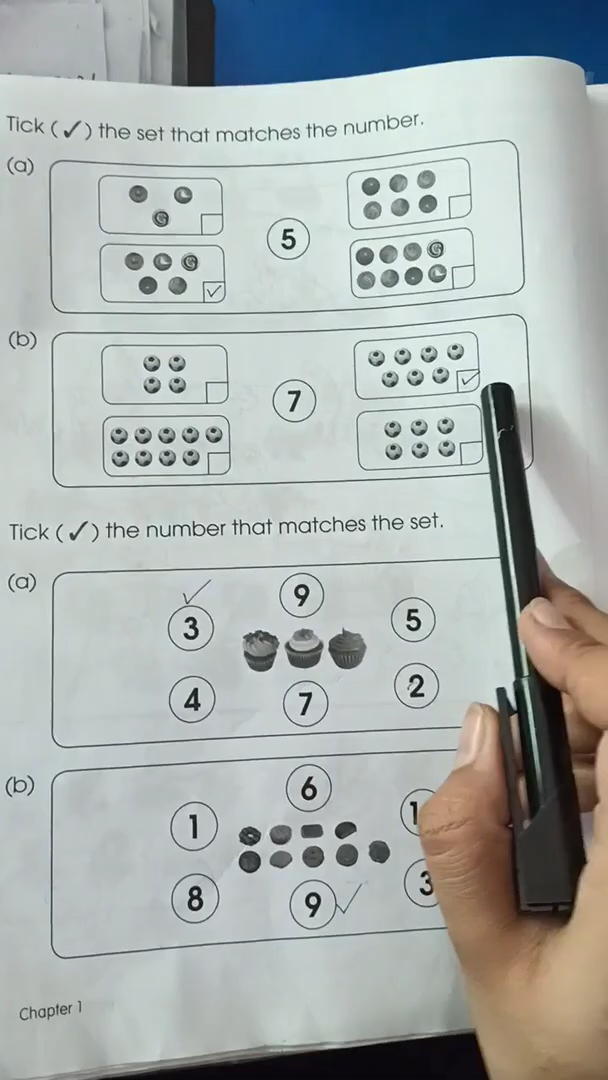 Tick (✓) the set that matches the number.
(a)
5
(b)
7
Tick (✓) the number that matches the set.
(a)
9
3
5
4
7
2
(b)
6
1
8
9
3
Chapter 1